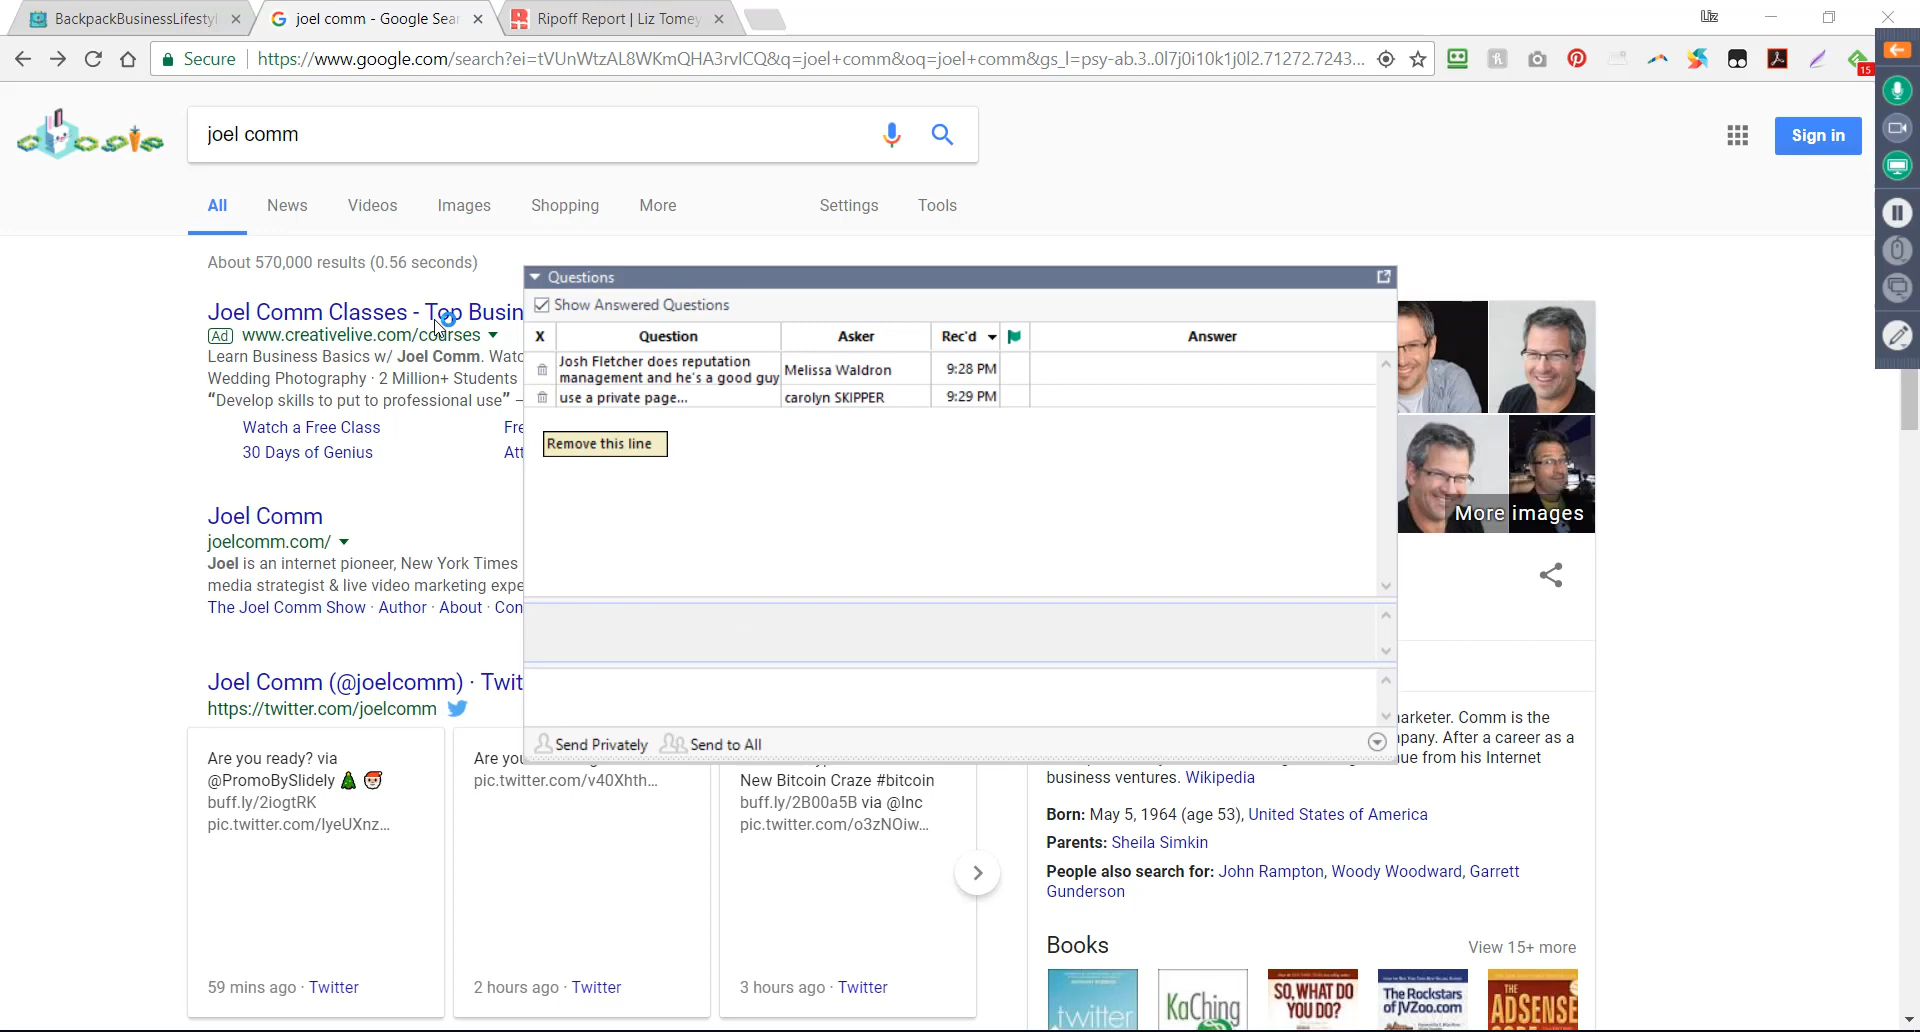 BackpackBusinessLifesty
joel comm - Google Sear
Ripoff Report | Liz Tomey
Liz
Secure
https://www.google.com/search?ei=tVUnWtzAL8WKmQHA3rvICQ&q=joel+comm&oq=joel+comm&gs_l=psy-ab.3..0l7j0i10k1j0l2.71272.7243...
15
joel comm
Sign in
All
News
Videos
Images
Shopping
More
Settings
Tools
About 570,000 results (0.56 seconds)
Joel Comm Classes - Top Busin
Ad www.creativelive.com/courses
Learn Business Basics w/ Joel Comm. Watc
Wedding Photography · 2 Million+ Students
“Develop skills to put to professional use” –
Watch a Free Class
Fre
30 Days of Genius
Att
Joel Comm
joelcomm.com/
Joel is an internet pioneer, New York Times
media strategist & live video marketing expe
The Joel Comm Show · Author · About · Con
Joel Comm (@joelcomm) · Twit
https://twitter.com/joelcomm
Are you ready? via
@PromoBySlidely 🎄 🎅
buff.ly/2iogtRK
pic.twitter.com/lyeUXnz...
59 mins ago · Twitter
Are you
pic.twitter.com/v40Xhth...
2 hours ago · Twitter
New Bitcoin Craze #bitcoin
buff.ly/2B00a5B via @Inc
pic.twitter.com/o3zNOiw...
3 hours ago · Twitter
Questions
Show Answered Questions
X
Question
Asker
Rec'd
Answer
Josh Fletcher does reputation
management and he's a good guy
Melissa Waldron
9:28 PM
use a private page...
carolyn SKIPPER
9:29 PM
Remove this line
Send Privately
Send to All
More images
arketer. Comm is the
pany. After a career as a
ue from his Internet
business ventures. Wikipedia
Born: May 5, 1964 (age 53), United States of America
Parents: Sheila Simkin
People also search for: John Rampton, Woody Woodward, Garrett
Gunderson
Books
View 15+ more
twitter
KaChing
SO, WHAT DO
YOU DO?
The Rockstars
of JVZoo.com
THE
ADSENSE